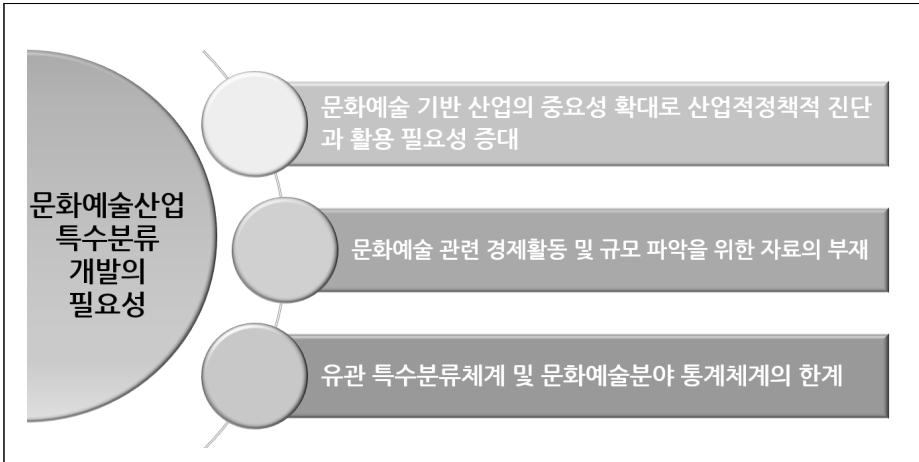 문화예술산업
특수분류
개발의
필요성
문화예술 기반 산업의 중요성 확대로 산업적정책적 진단
과 활용 필요성 증대
문화예술 관련 경제활동 및 규모 파악을 위한 자료의 부재
유관 특수분류체계 및 문화예술분야 통계체계의 한계